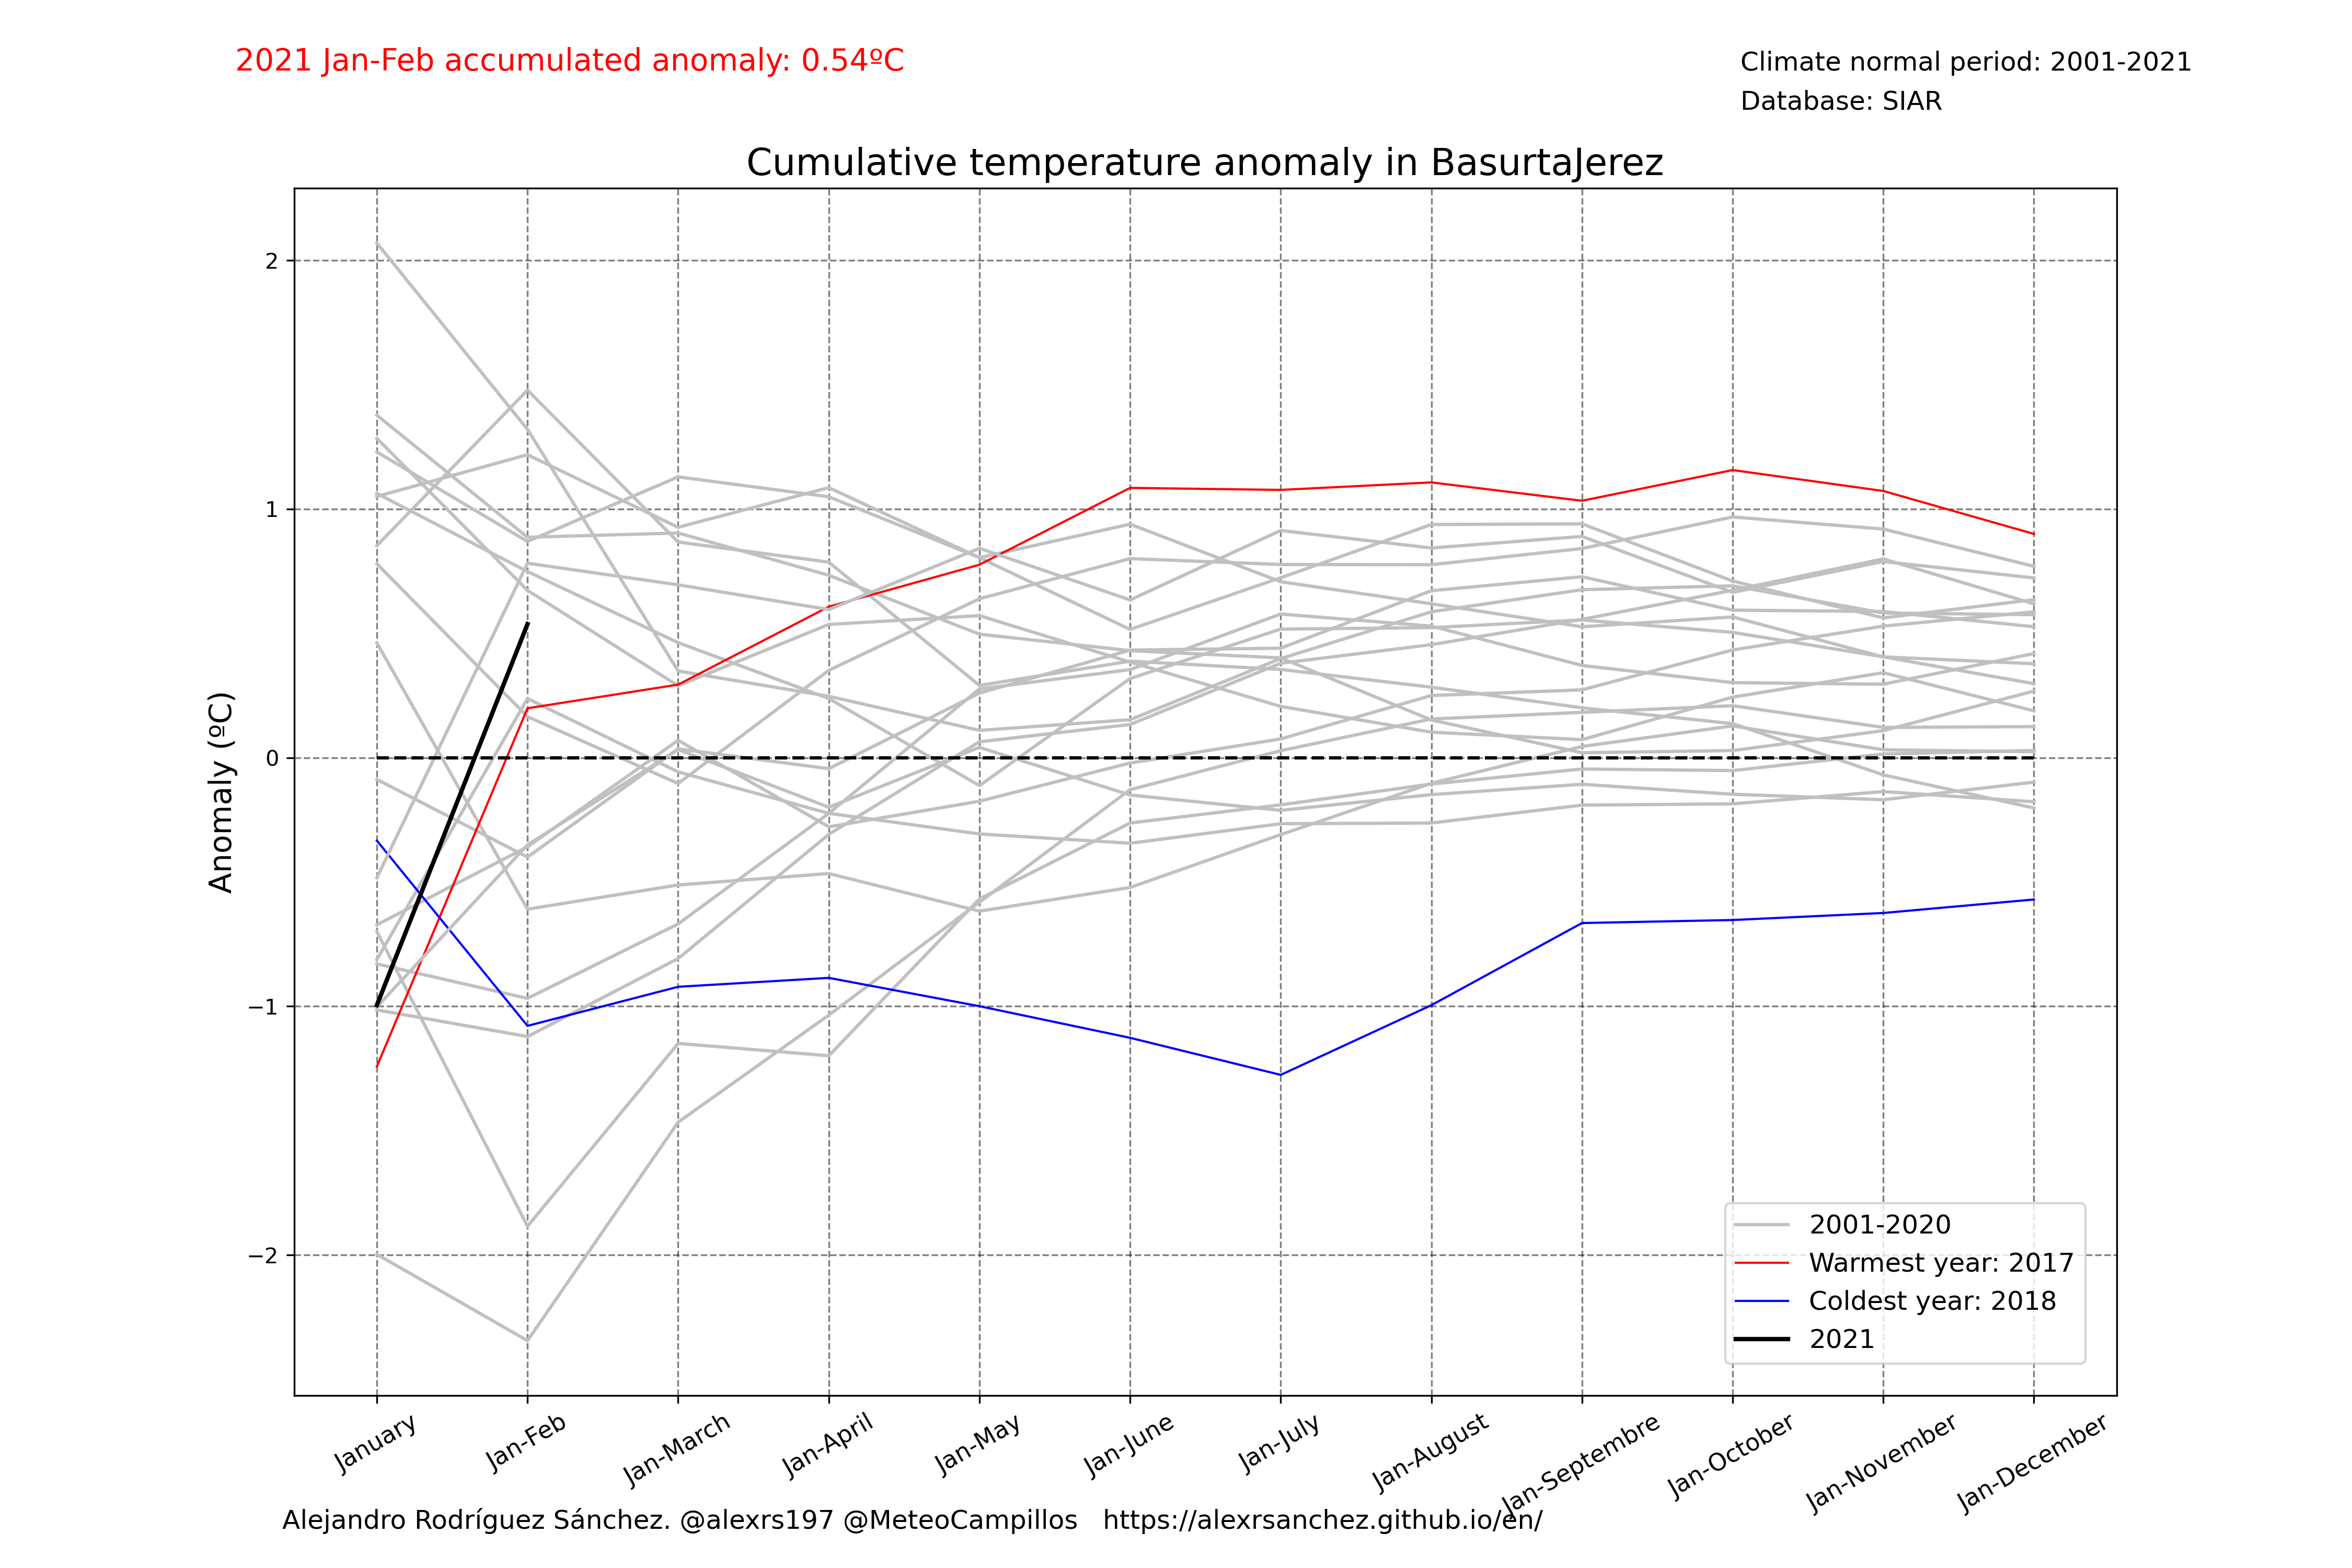 2021 Jan-Feb accumulated anomaly: 0.54ºC
Climate normal period: 2001-2021
Database: SIAR
Cumulative temperature anomaly in BasurtaJerez
Anomaly (ºC)
2
1
0
−1
−2
2001-2020
Warmest year: 2017
Coldest year: 2018
2021
January
Jan-Feb
Jan-March
Jan-April
Jan-May
Jan-June
Jan-July
Jan-August
Jan-Septembre
Jan-October
Jan-November
Jan-December
Alejandro Rodríguez Sánchez. @alexrs197 @MeteoCampillos   https://alexrsanchez.github.io/en/